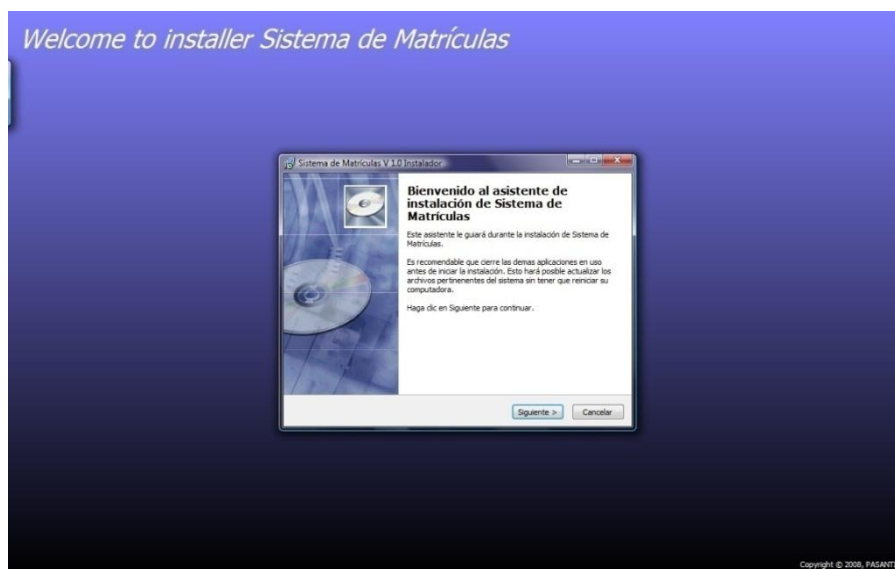 Welcome to installer Sistema de Matrículas
Sistema de Matrículas V 1.0 Instalador
Bienvenido al asistente de
instalación de Sistema de
Matrículas
Este asistente le guiará durante la instalación de Sistema de
Matrículas.
Es recomendable que cierre las demas aplicaciones en uso
antes de iniciar la instalación. Esto hará posible actualizar los
archivos pertinenentes del sistema sin tener que reiniciar su
computadora.
Haga clic en Siguiente para continuar.
Siguiente >
Cancelar
Copyright © 2008, PASANT